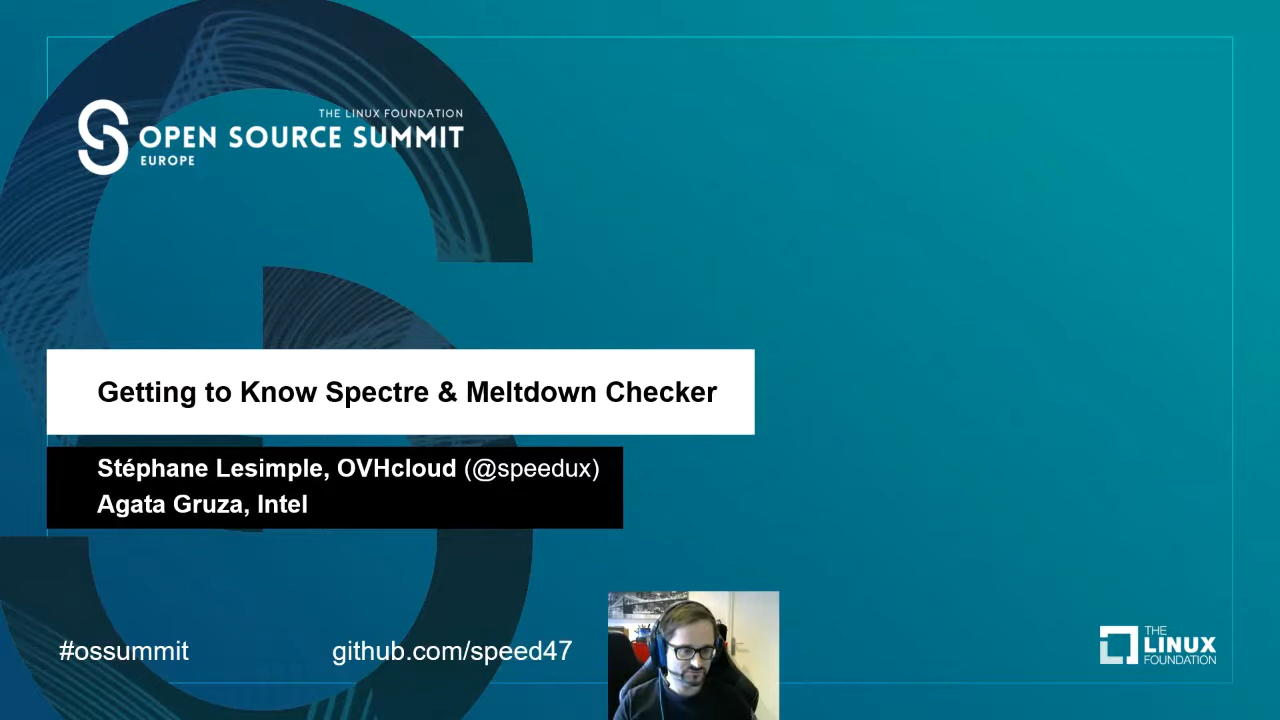 THE LINUX FOUNDATION
OPEN SOURCE SUMMIT
EUROPE
Getting to Know Spectre & Meltdown Checker
Stéphane Lesimple, OVHcloud (@speedux)
Agata Gruza, Intel
#ossummit
github.com/speed47
THE
LINUX
FOUNDATION